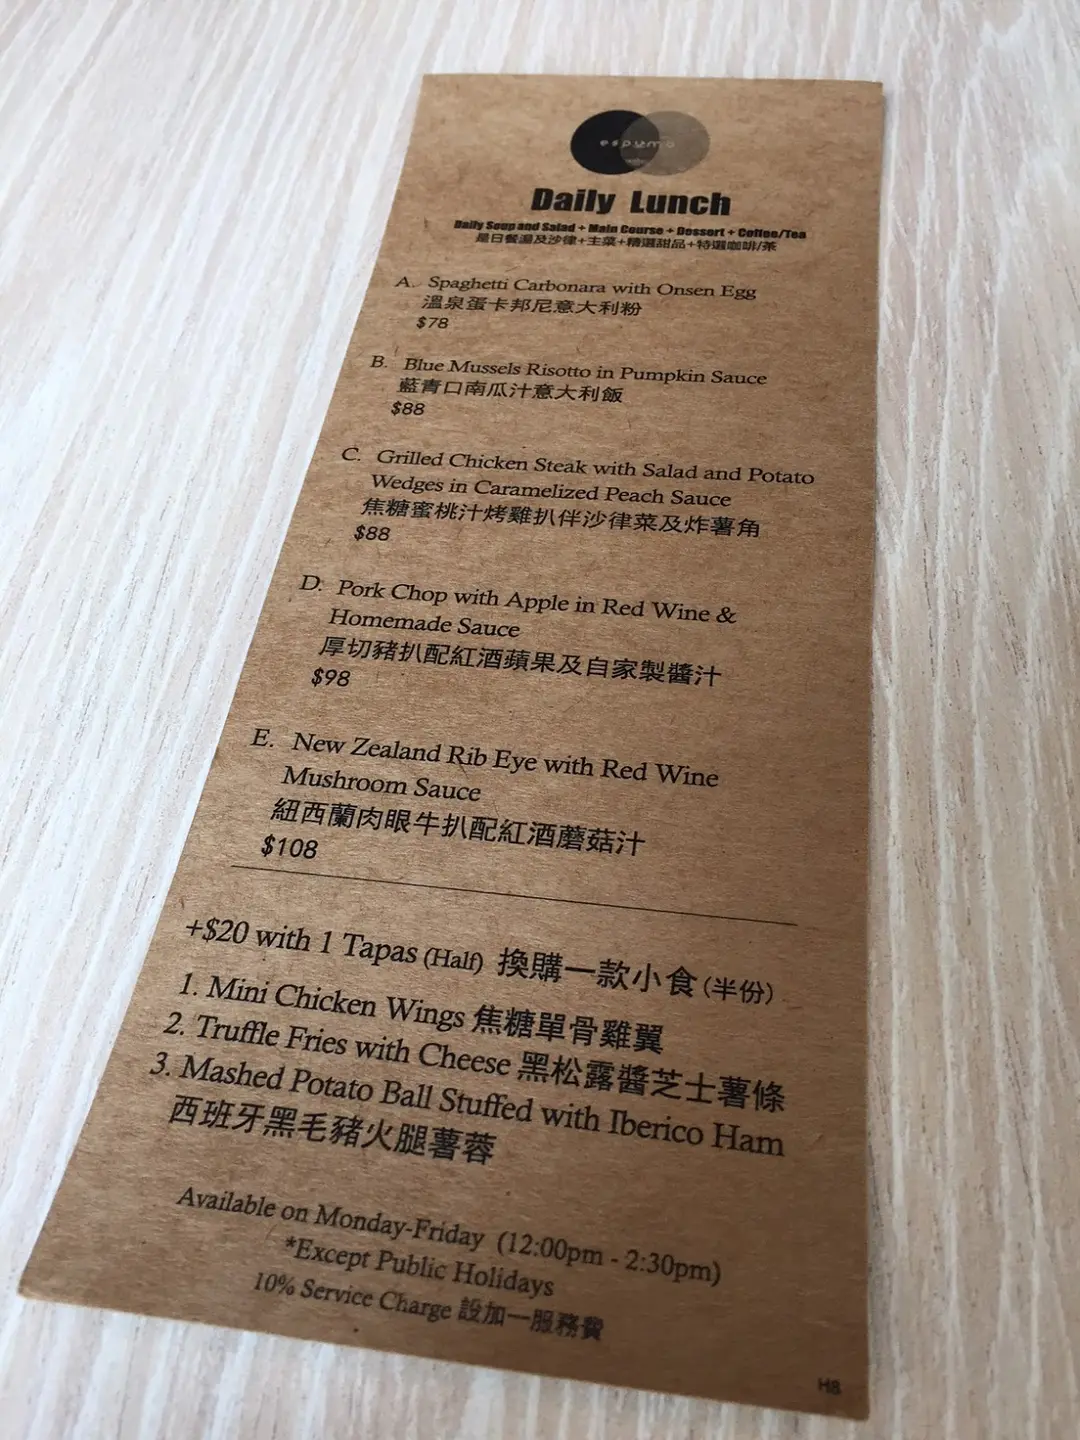 espuma
Daily Lunch
Daily Soup and Salad + Main Course + Dessert + Coffee/Tea
是日餐湯及沙律+主菜+精選甜品+特選咖啡/茶
A. Spaghetti Carbonara with Onsen Egg
溫泉蛋卡邦尼意大利粉
$78
B. Blue Mussels Risotto in Pumpkin Sauce
藍青口南瓜汁意大利飯
$88
C. Grilled Chicken Steak with Salad and Potato
Wedges in Caramelized Peach Sauce
焦糖蜜桃汁烤雞扒伴沙律菜及炸薯角
$88
D. Pork Chop with Apple in Red Wine &
Homemade Sauce
厚切豬扒配紅酒蘋果及自家製醬汁
$98
E. New Zealand Rib Eye with Red Wine
Mushroom Sauce
紐西蘭肉眼牛扒配紅酒蘑菇汁
$108
+$20 with 1 Tapas (Half) 換購一款小食(半份)
1. Mini Chicken Wings 焦糖單骨雞翼
2. Truffle Fries with Cheese 黑松露醬芝士薯條
3. Mashed Potato Ball Stuffed with Iberico Ham
西班牙黑毛豬火腿薯蓉
Available on Monday-Friday (12:00pm - 2:30pm)
*Except Public Holidays
10% Service Charge 設加一服務費
H8